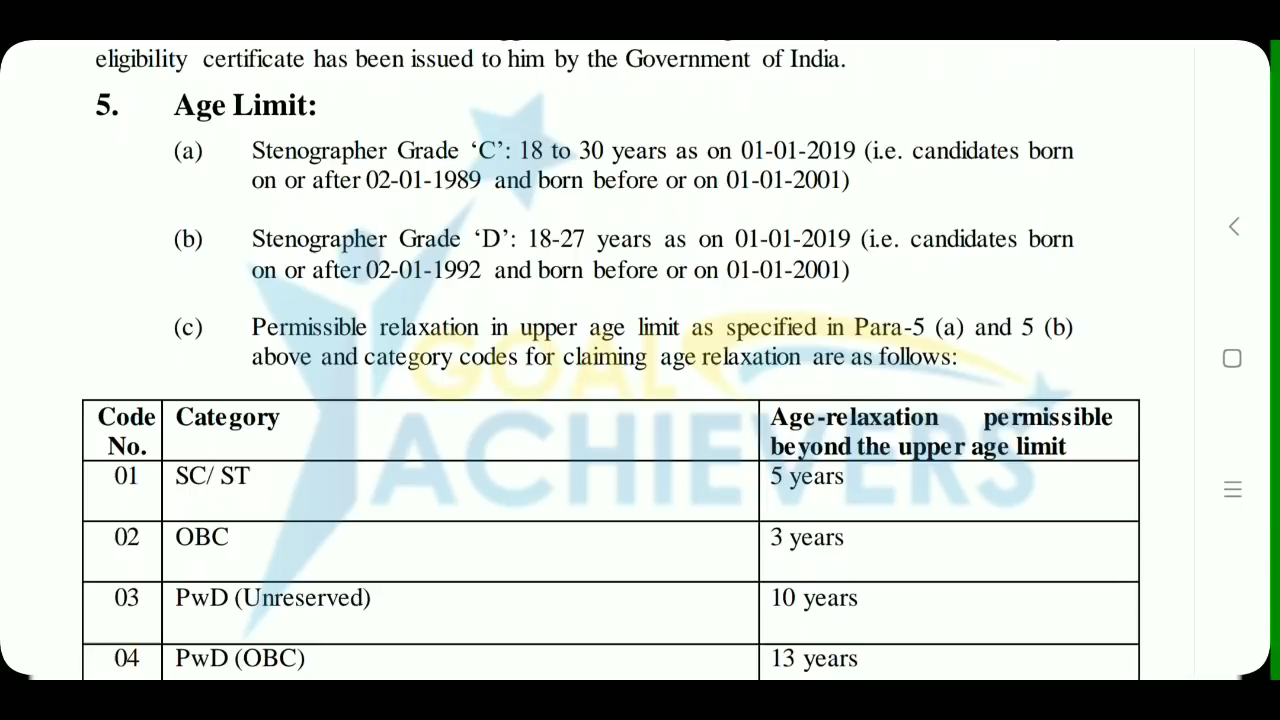 eligibility certificate has been issued to him by the Government of India.
5. Age Limit:
(a) Stenographer Grade ‘C’: 18 to 30 years as on 01-01-2019 (i.e. candidates born
on or after 02-01-1989 and born before or on 01-01-2001)
(b) Stenographer Grade ‘D’: 18-27 years as on 01-01-2019 (i.e. candidates born
on or after 02-01-1992 and born before or on 01-01-2001)
(c) Permissible relaxation in upper age limit as specified in Para-5 (a) and 5 (b)
above and category codes for claiming age relaxation are as follows:
GOAL
ACHIEVERS
Code Category Age-relaxation permissible
No. beyond the upper age limit
01 SC/ ST 5 years
02 OBC 3 years
03 PwD (Unreserved) 10 years
04 PwD (OBC) 13 years